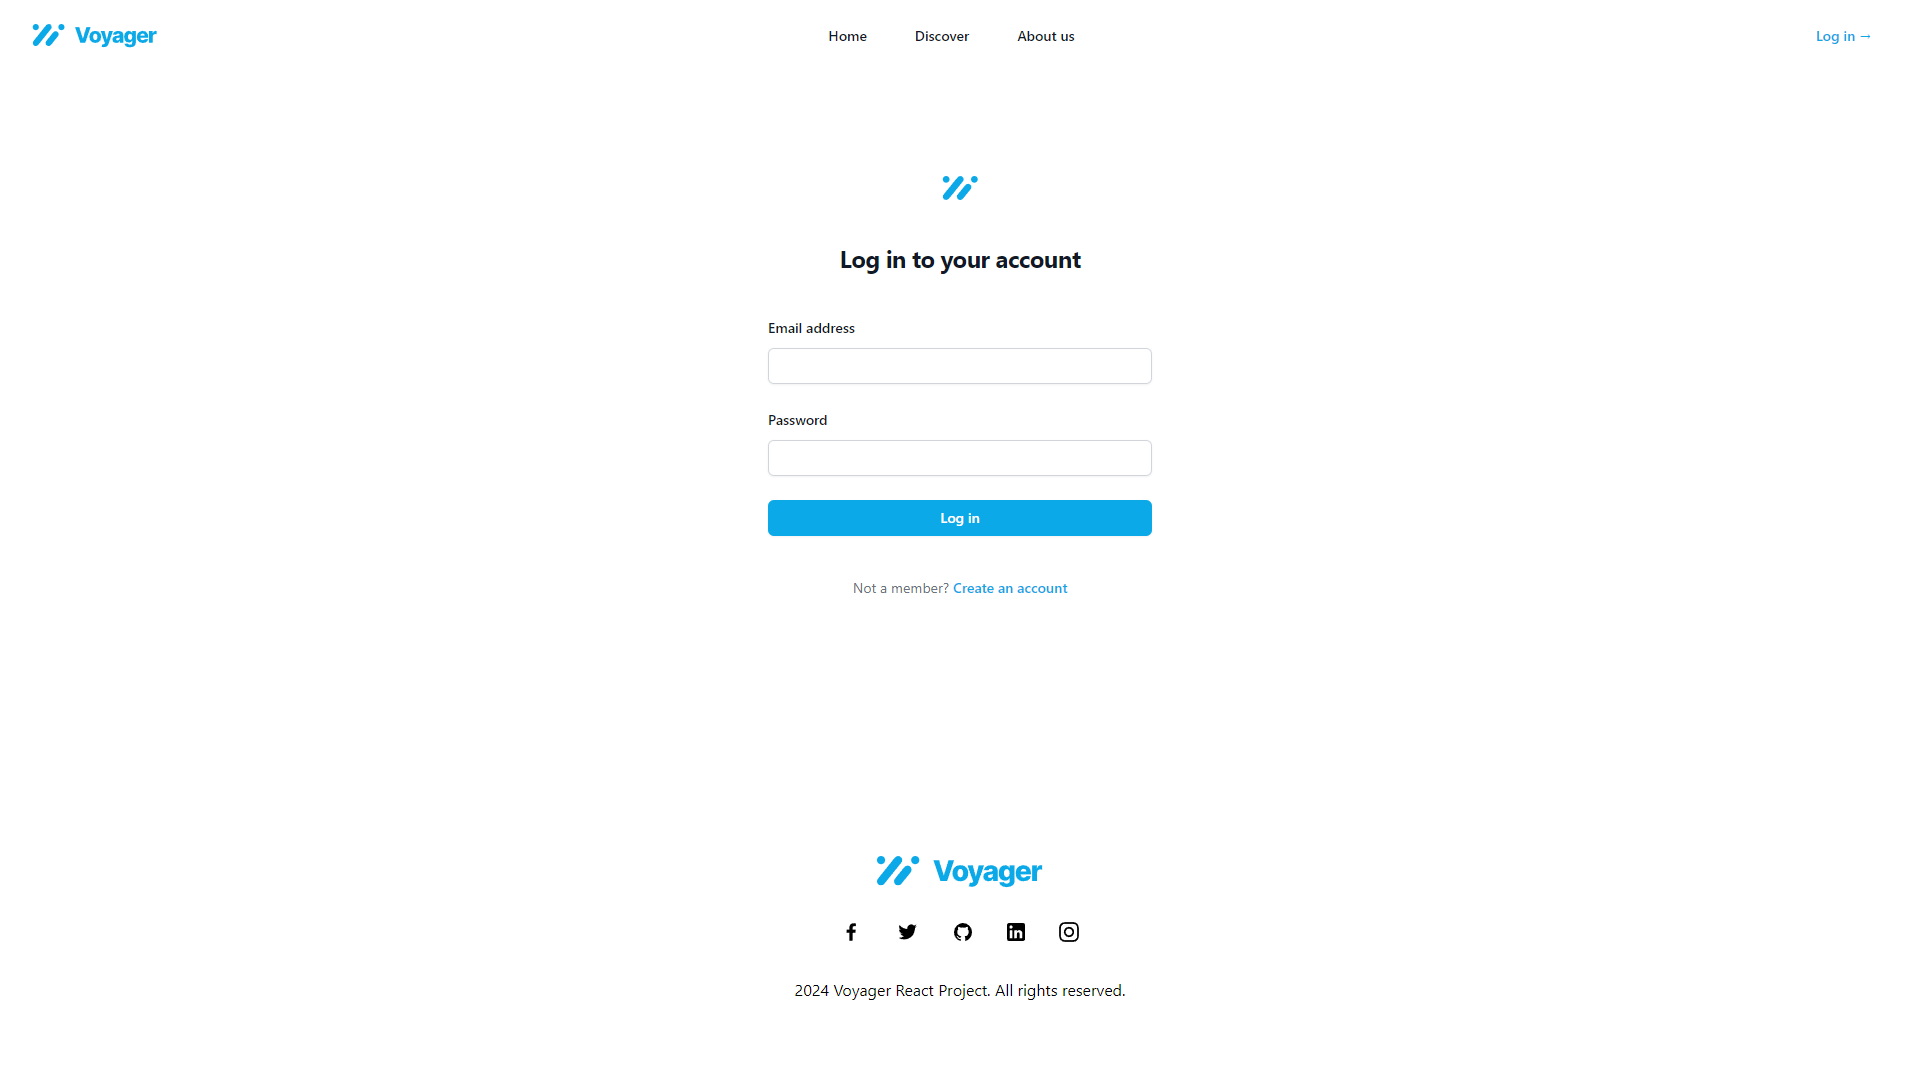 Voyager
Home
Discover
About us
Log in →
Log in to your account
Email address
Password
Log in
Not a member? Create an account
Voyager
2024 Voyager React Project. All rights reserved.